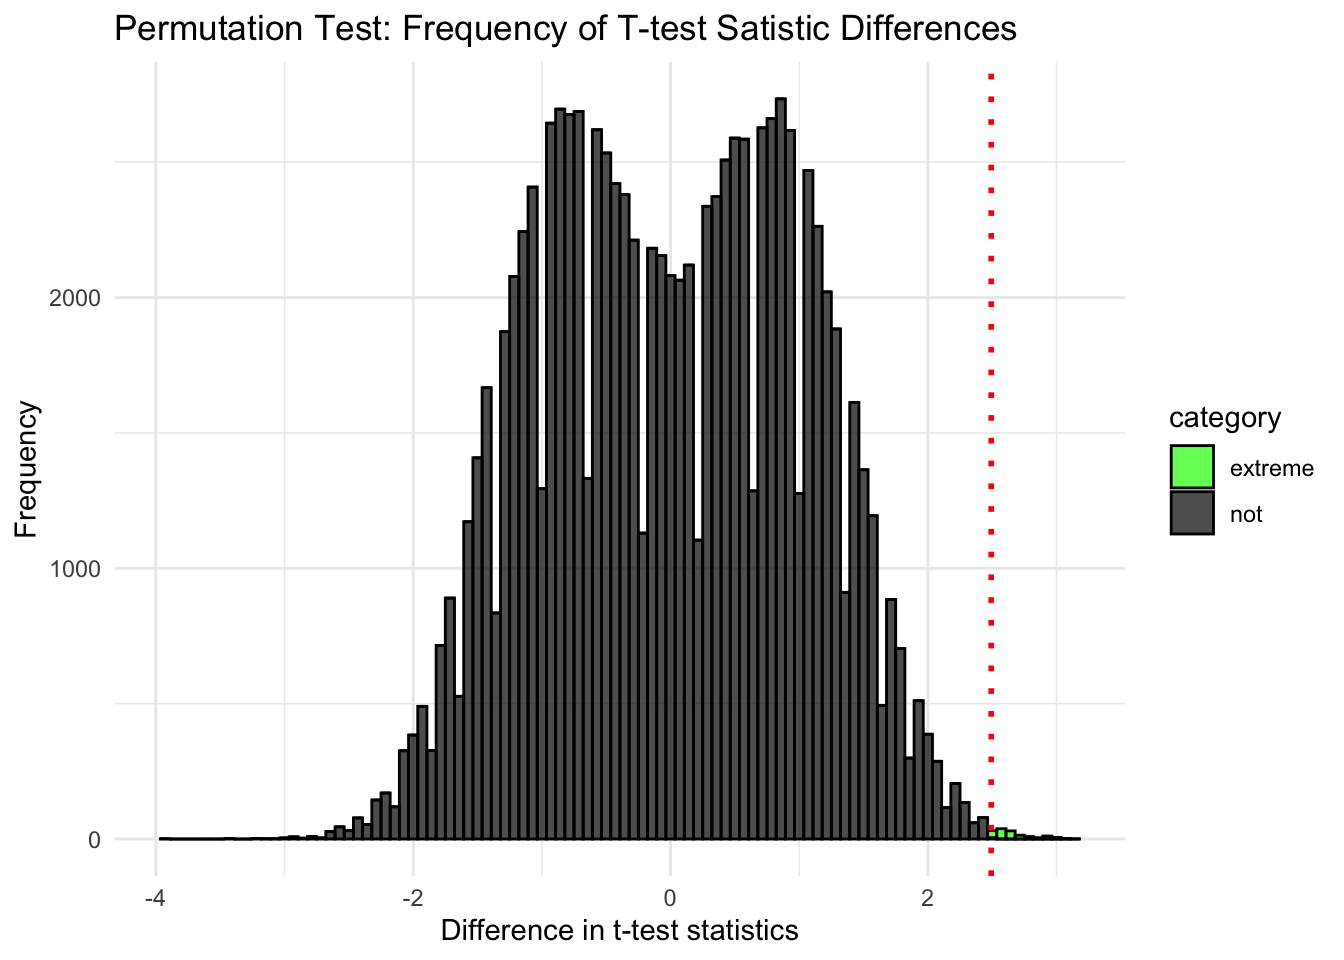 Permutation Test: Frequency of T-test Satistic Differences
Frequency
2000
1000
0
-4
-2
0
2
Difference in t-test statistics
category
extreme
not